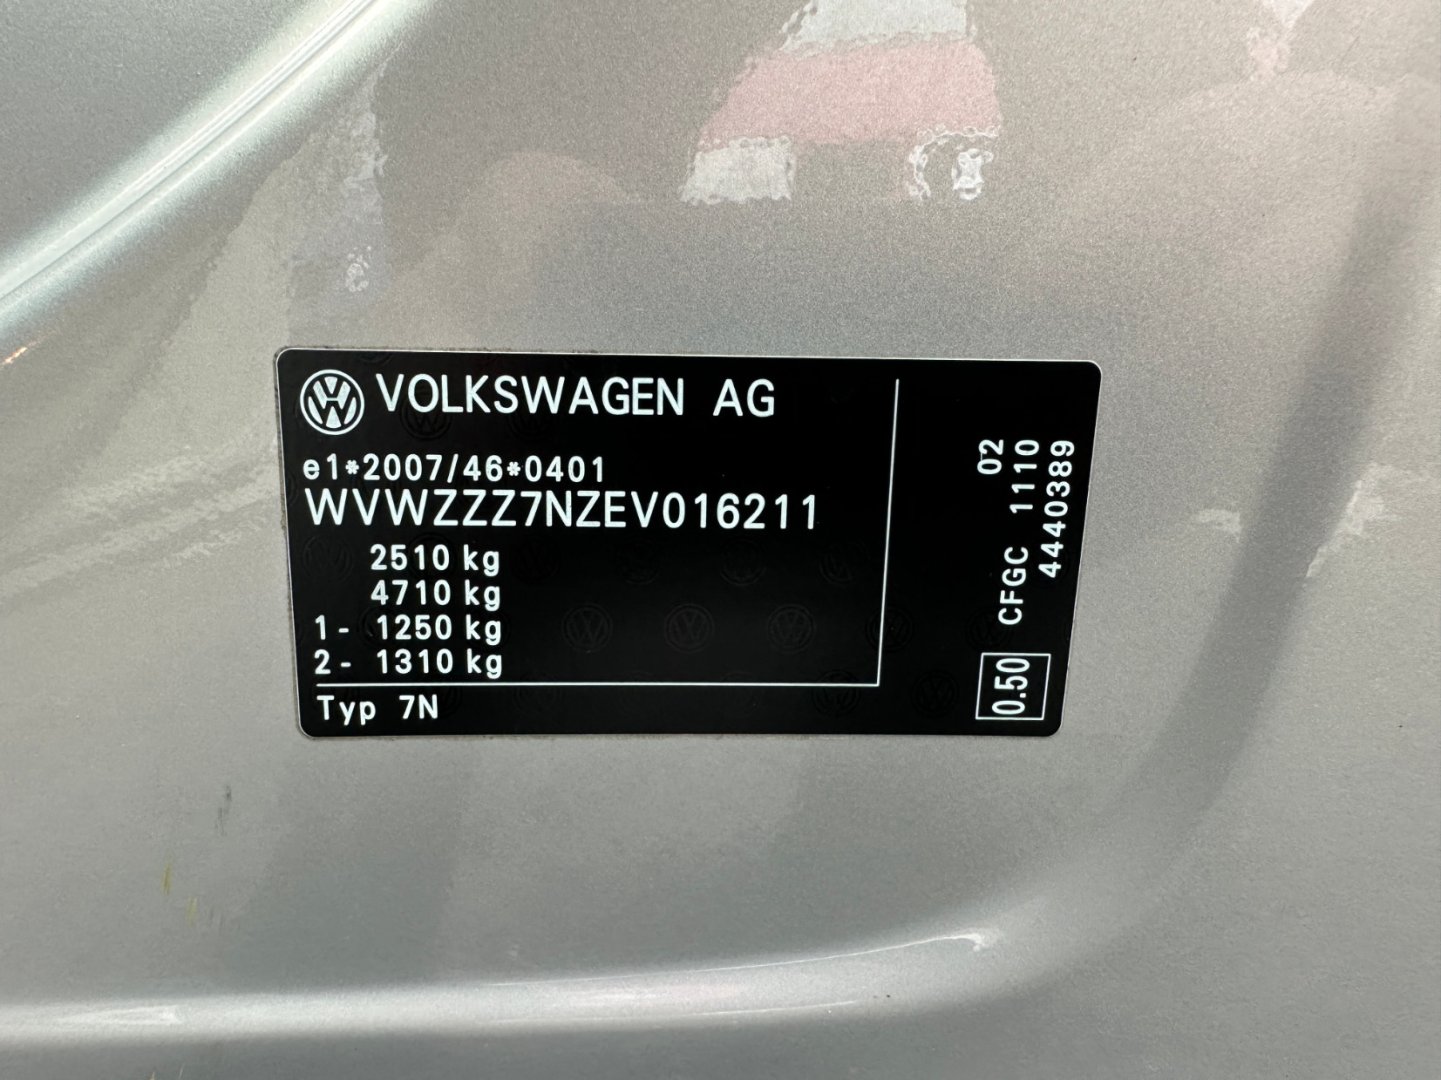 VOLKSWAGEN AG
e1*2007/46*0401
WVWZZZ7NZEV016211
2510 kg
4710 kg
1- 1250 kg
2- 1310 kg
Typ 7N
02
CFGC 1110
4440389
0.50